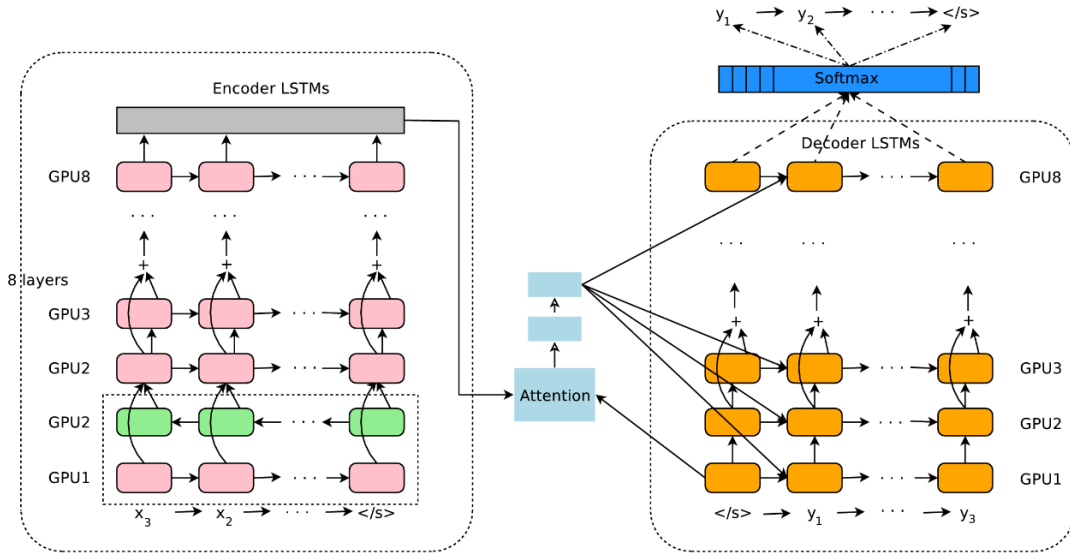 y1 y2 · · · </s>
Softmax
Encoder LSTMs
Decoder LSTMs
GPU8 · · · · · · GPU8
· · · · · · · · · · · · · · ·
+ + +
8 layers
GPU3 · · · + + +
GPU2 · · · · · · GPU3
Attention
GPU2 · · · · · · GPU2
GPU1 · · · · · · GPU1
x3 x2 · · · </s> </s> y1 · · · y3